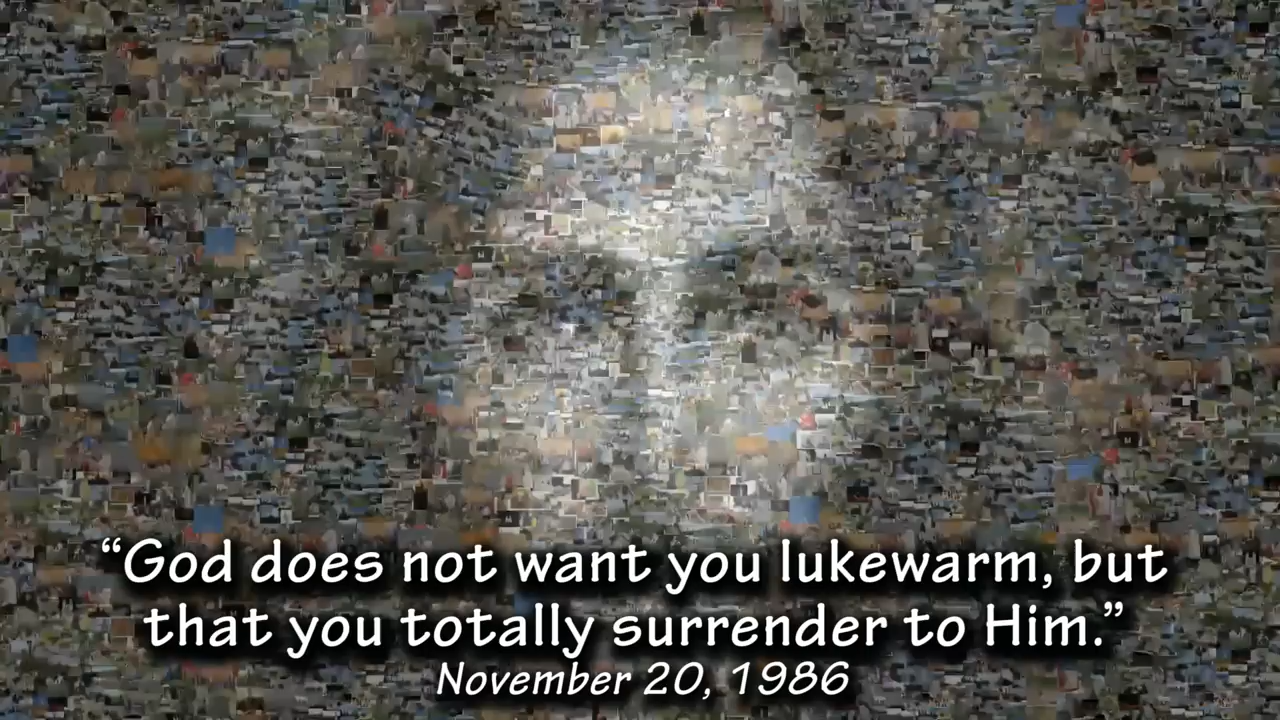 “God does not want you lukewarm, but
that you totally surrender to Him.”
November 20, 1986